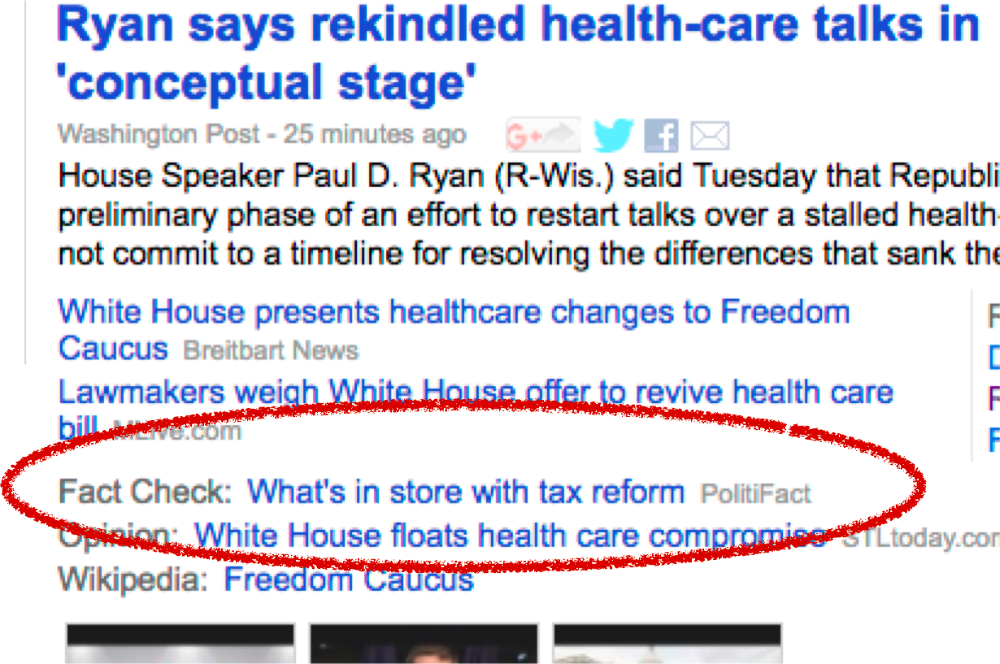 Ryan says rekindled health-care talks in
'conceptual stage'
Washington Post - 25 minutes ago G+ f
House Speaker Paul D. Ryan (R-Wis.) said Tuesday that Republi
preliminary phase of an effort to restart talks over a stalled health-
not commit to a timeline for resolving the differences that sank the
White House presents healthcare changes to Freedom
Caucus Breitbart News
Lawmakers weigh White House offer to revive health care
bill MLive.com
Fact Check: What's in store with tax reform PolitiFact
Opinion: White House floats health care compromise STLtoday.com
Wikipedia: Freedom Caucus